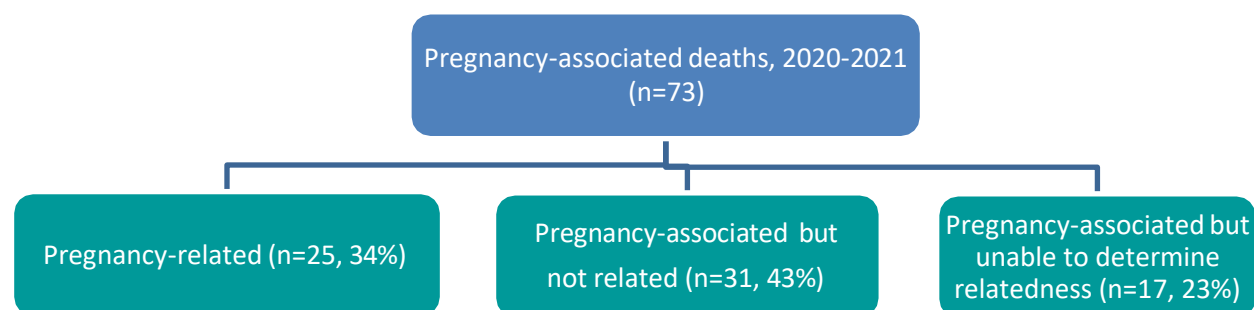 Pregnancy-associated deaths, 2020-2021
(n=73)
Pregnancy-related (n=25, 34%)
Pregnancy-associated but
not related (n=31, 43%)
Pregnancy-associated but
unable to determine
relatedness (n=17, 23%)